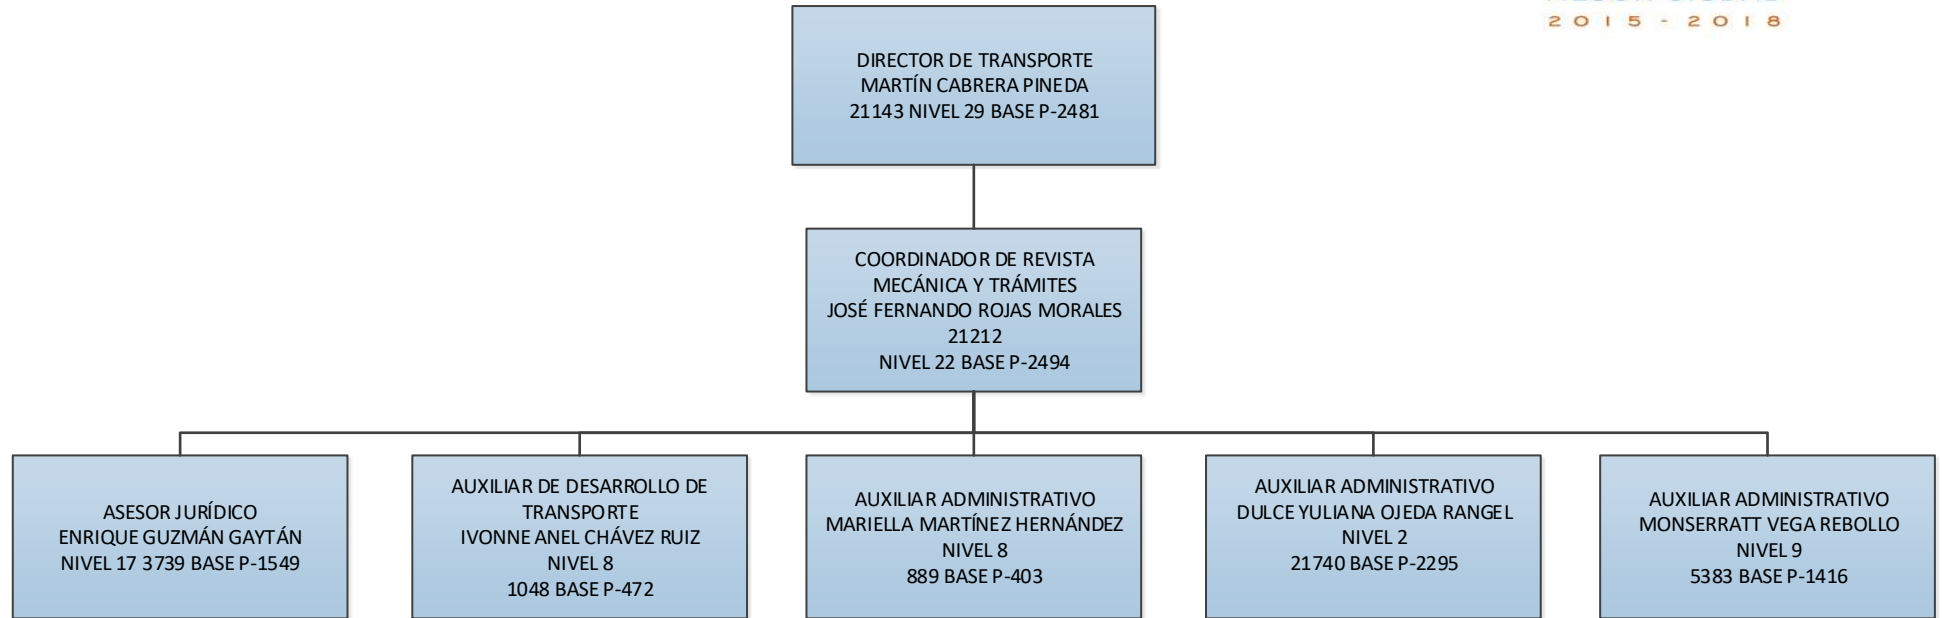 2015-2018
DIRECTOR DE TRANSPORTE
MARTÍN CABRERA PINEDA
21143 NIVEL 29 BASE P-2481
COORDINADOR DE REVISTA
MECÁNICA Y TRÁMITES
JOSÉ FERNANDO ROJAS MORALES
21212
NIVEL 22 BASE P-2494
ASESOR JURÍDICO
ENRIQUE GUZMÁN GAYTÁN
NIVEL 17 3739 BASE P-1549
AUXILIAR DE DESARROLLO DE
TRANSPORTE
IVONNE ANEL CHÁVEZ RUIZ
NIVEL 8
1048 BASE P-472
AUXILIAR ADMINISTRATIVO
MARIELLA MARTÍNEZ HERNÁNDEZ
NIVEL 8
889 BASE P-403
AUXILIAR ADMINISTRATIVO
DULCE YULIANA OJEDA RANGEL
NIVEL 2
21740 BASE P-2295
AUXILIAR ADMINISTRATIVO
MONSERRATT VEGA REBOLLO
NIVEL 9
5383 BASE P-1416